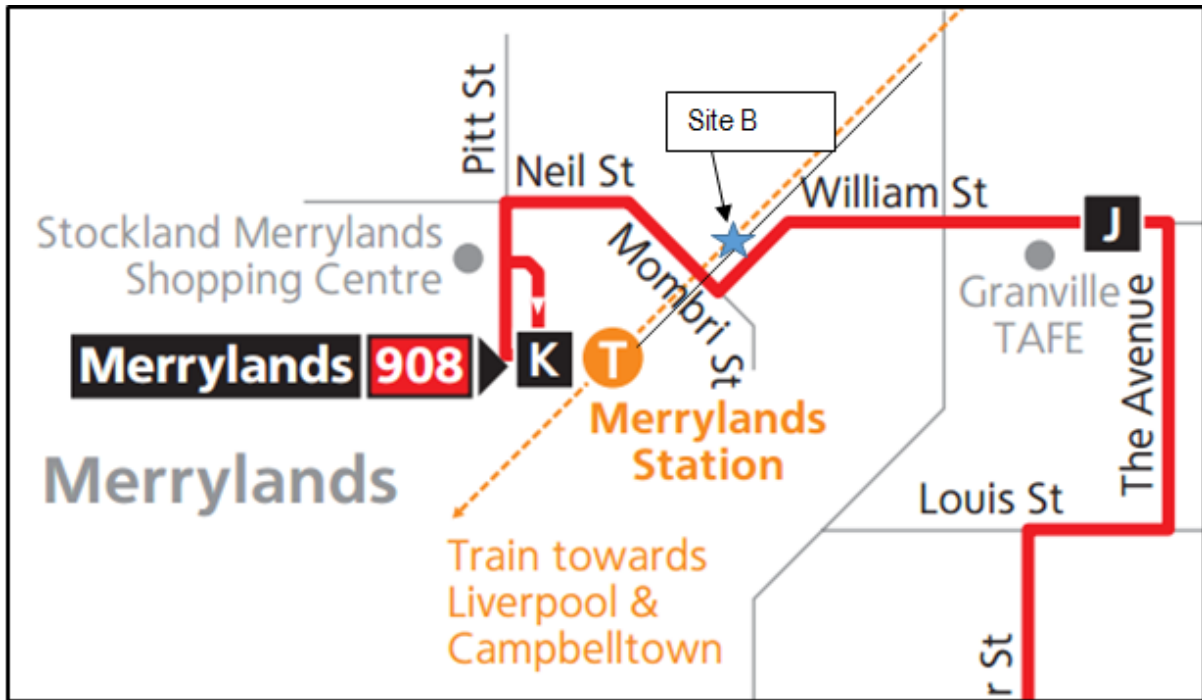 Pitt St
Site B
Neil St
William St
Stockland Merrylands
Shopping Centre
Mombri St
J
Granville
TAFE
The Avenue
Merrylands 908
K
T
Merrylands
Station
Merrylands
Louis St
Train towards
Liverpool &
Campbelltown
r St